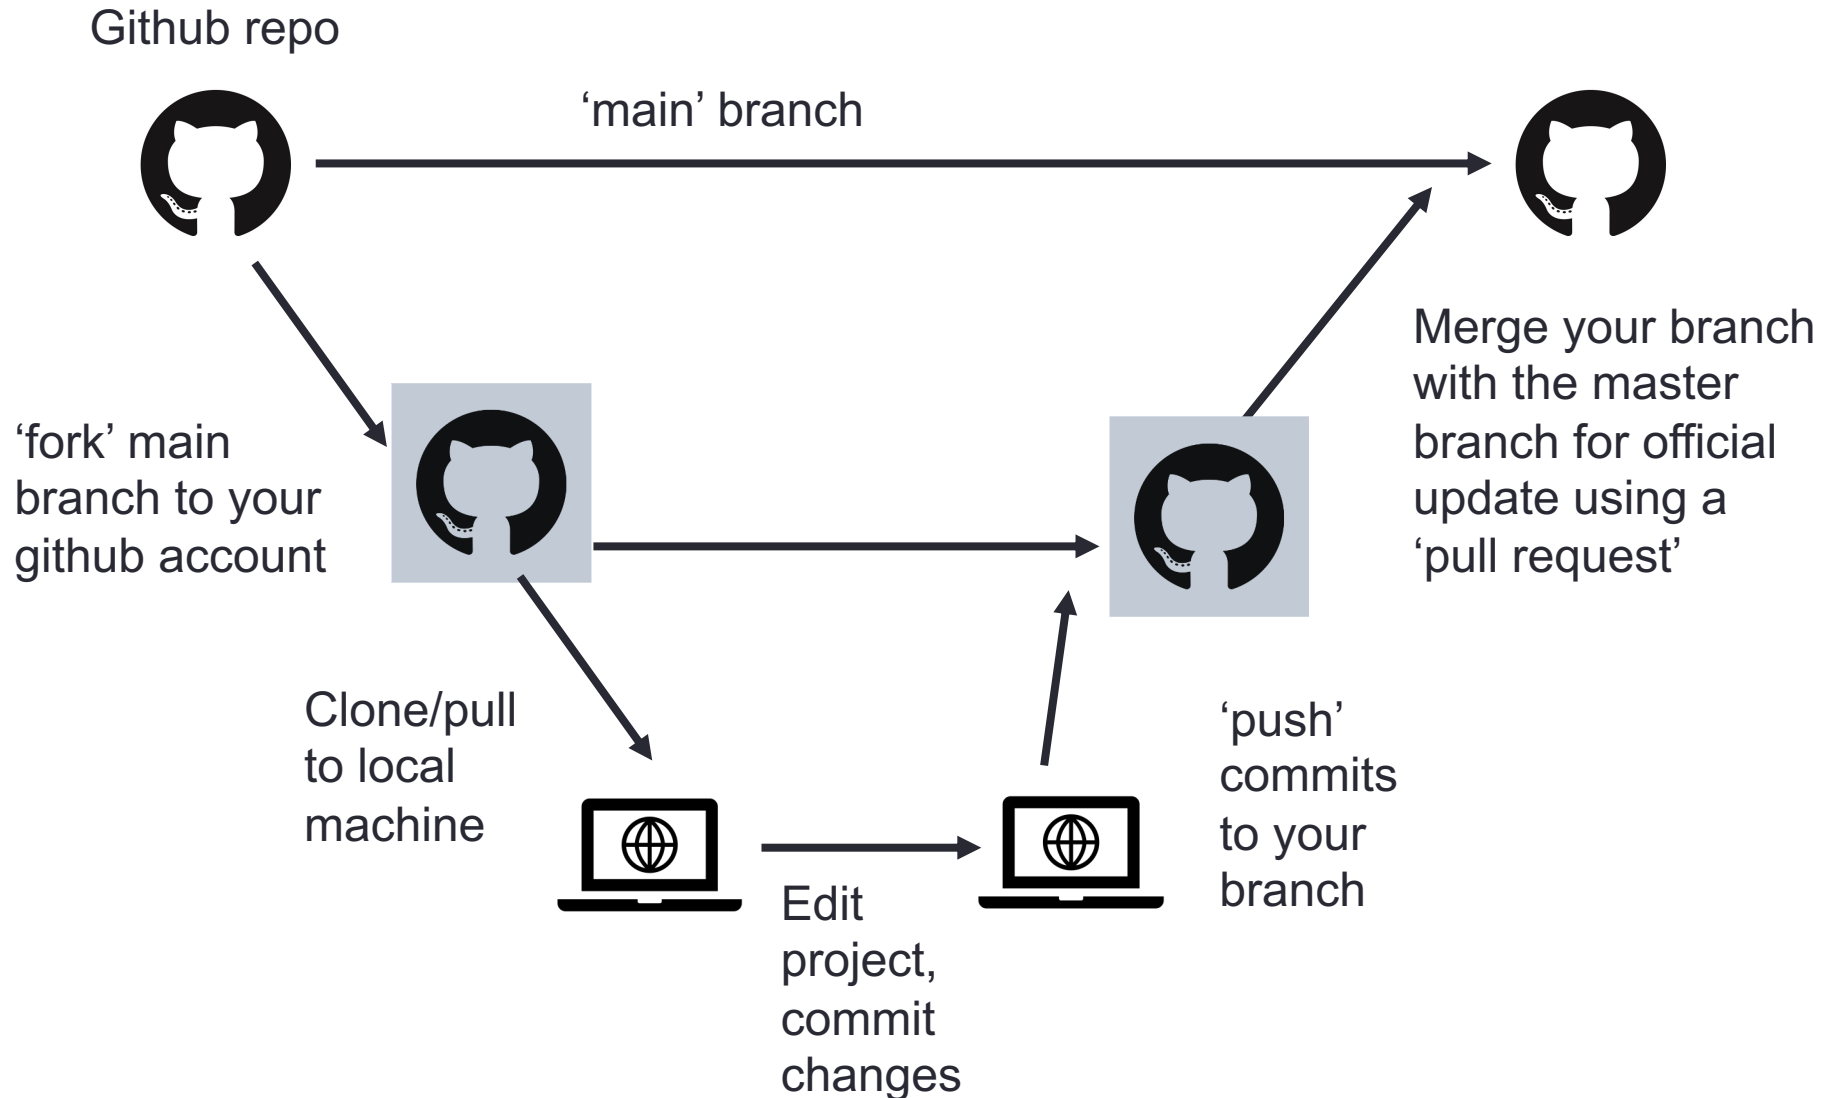 Github repo
‘main’ branch
Merge your branch
with the master
branch for official
update using a
‘pull request’
‘fork’ main
branch to your
github account
Clone/pull
to local
machine
‘push’
commits
to your
branch
Edit
project,
commit
changes